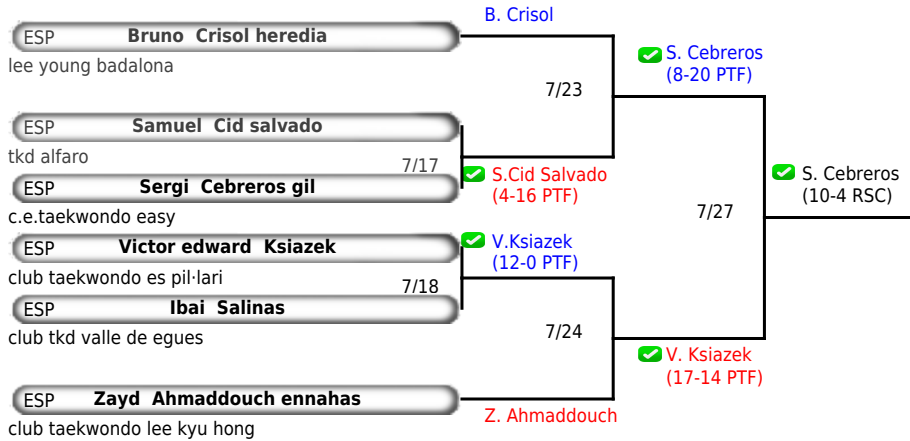 B. Crisol
ESP Bruno Crisol heredia
lee young badalona
S. Cebreros
(8-20 PTF)
7/23
ESP Samuel Cid salvado
tkd alfaro
7/17
S.Cid Salvado
(4-16 PTF)
S. Cebreros
(10-4 RSC)
ESP Sergi Cebreros gil
c.e.taekwondo easy
7/27
ESP Victor edward Ksiazek
club taekwondo es pil·lari
V.Ksiazek
(12-0 PTF)
7/18
ESP Ibai Salinas
club tkd valle de egues
7/24
V. Ksiazek
(17-14 PTF)
ESP Zayd Ahmaddouch ennahas
club taekwondo lee kyu hong
Z. Ahmaddouch